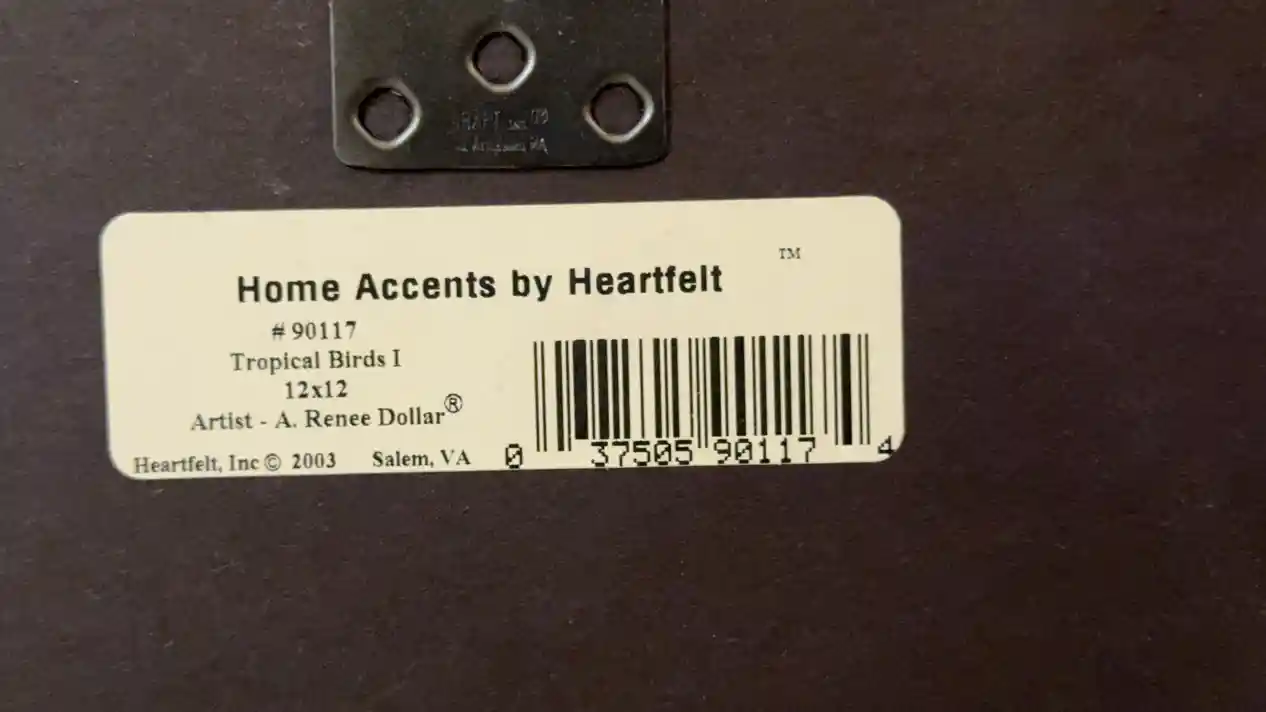 Home Accents by Heartfelt ™
# 90117
Tropical Birds I
12x12
Artist - A. Renee Dollar®
Heartfelt, Inc © 2003 Salem, VA
0 37505 90117 4